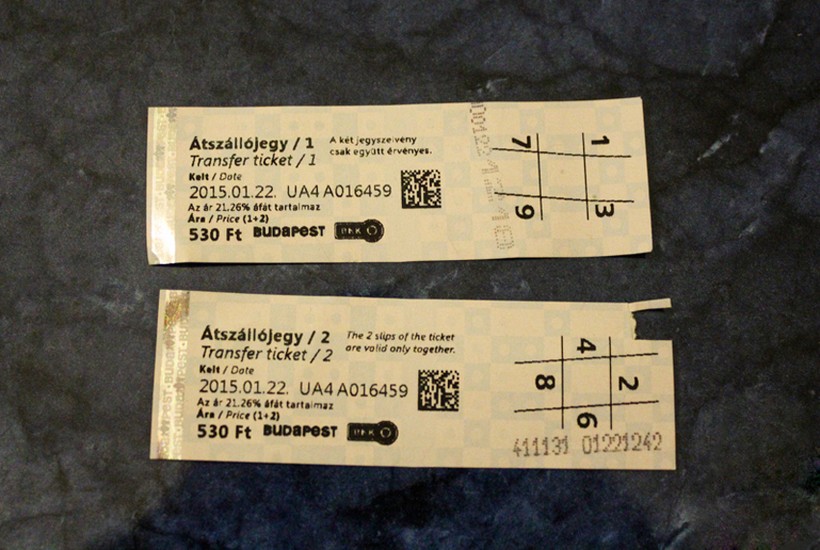 Átszállójegy / 1
Transfer ticket / 1
A két jegyszelvény
csak együtt érvényes.
Kelt / Date
2015.01.22. UA4 A016459
Az ár 21,26% áfát tartalmaz
Ára / Price (1+2)
530 Ft BUDAPEST BKK
7 1
9 3
Átszállójegy / 2
Transfer ticket / 2
The 2 slips of the ticket
are valid only together.
Kelt / Date
2015.01.22. UA4 A016459
Az ár 21,26% áfát tartalmaz
Ára / Price (1+2)
530 Ft BUDAPEST BKK
4
8 2
6
411131 01221242